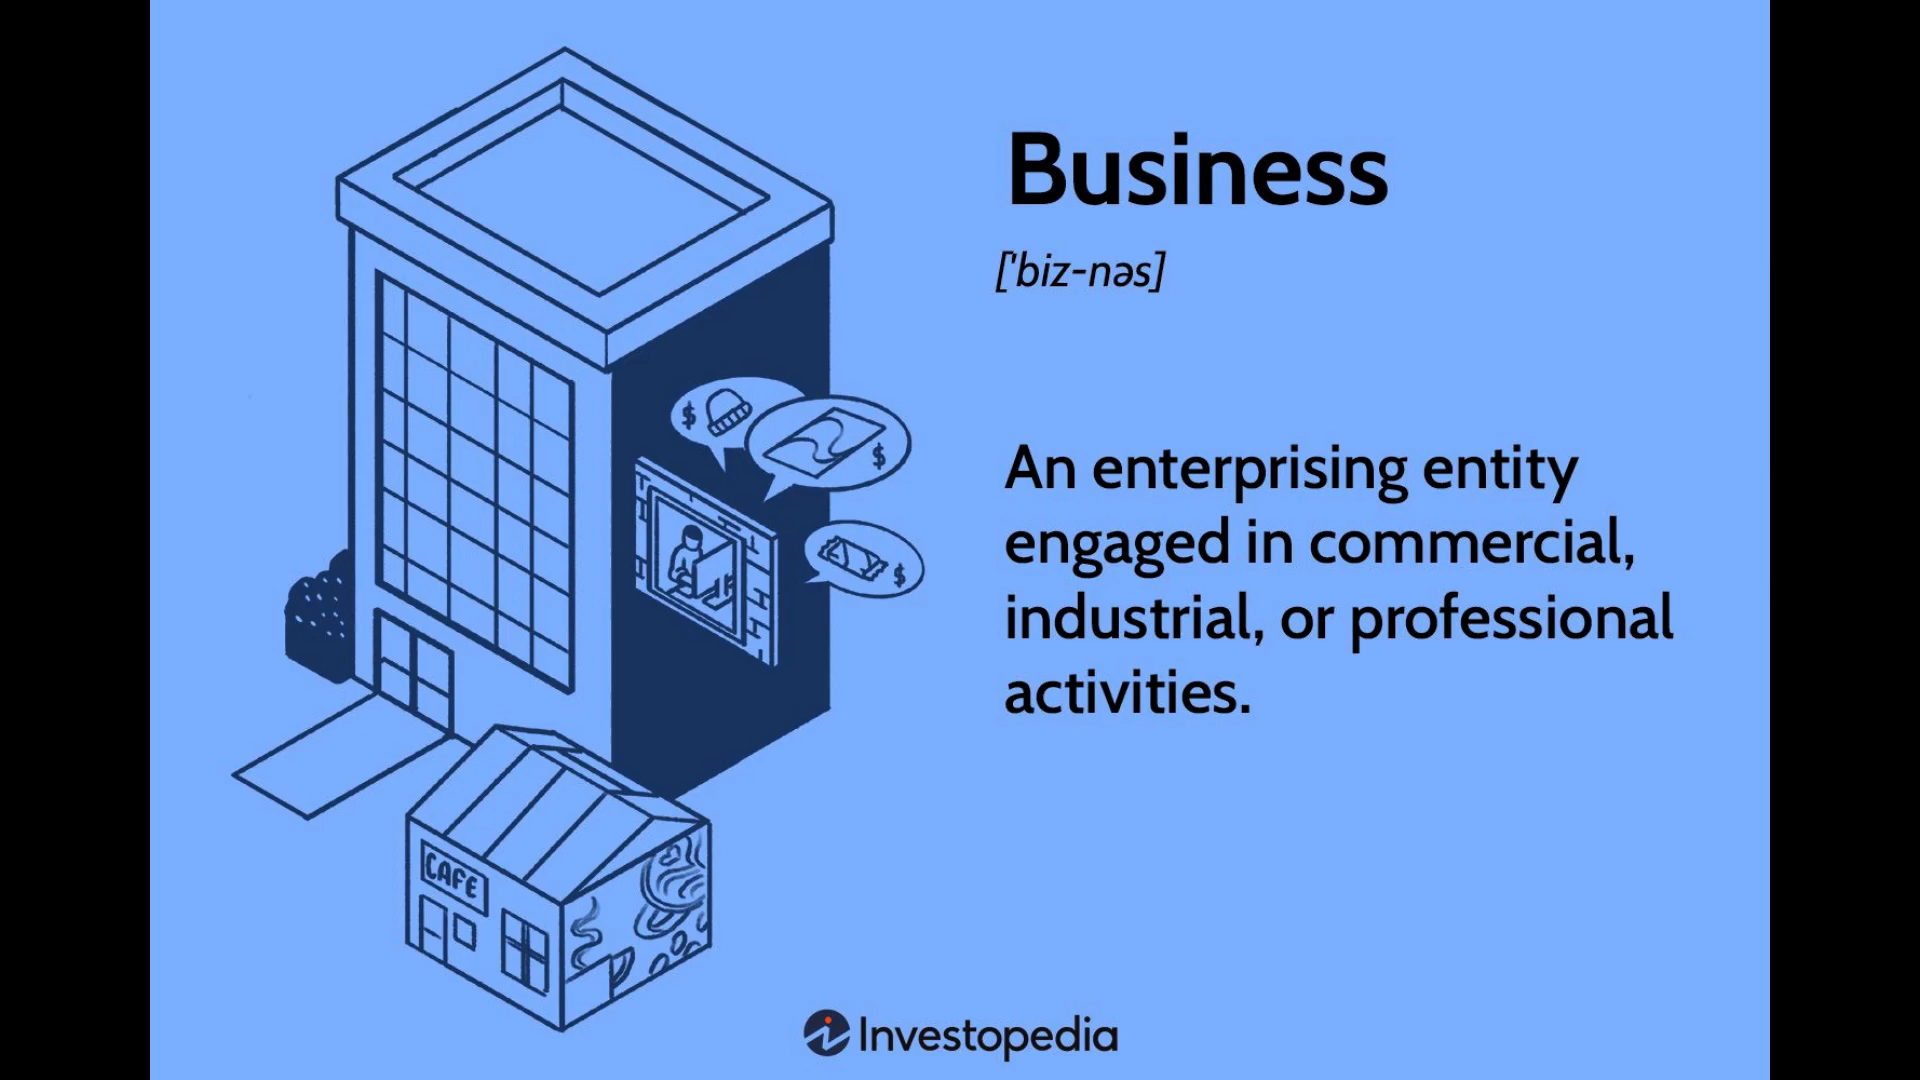 Business
['biz-nəs]
An enterprising entity
engaged in commercial,
industrial, or professional
activities.
$
$
$
CAFE
Investopedia